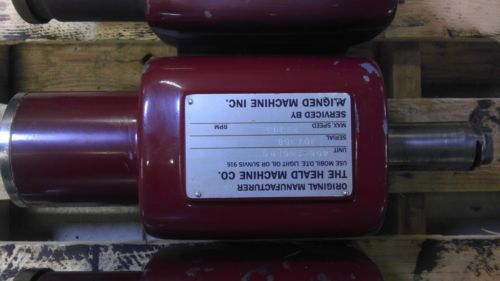 ORIGINAL MANUFACTURER
THE HEALD MACHINE CO.
USE MOBIL DTE LIGHT OIL OR SUNVIS 916
UNIT
SERIAL
MAX. SPEED RPM
SERVICED BY
ALIGNED MACHINE INC.